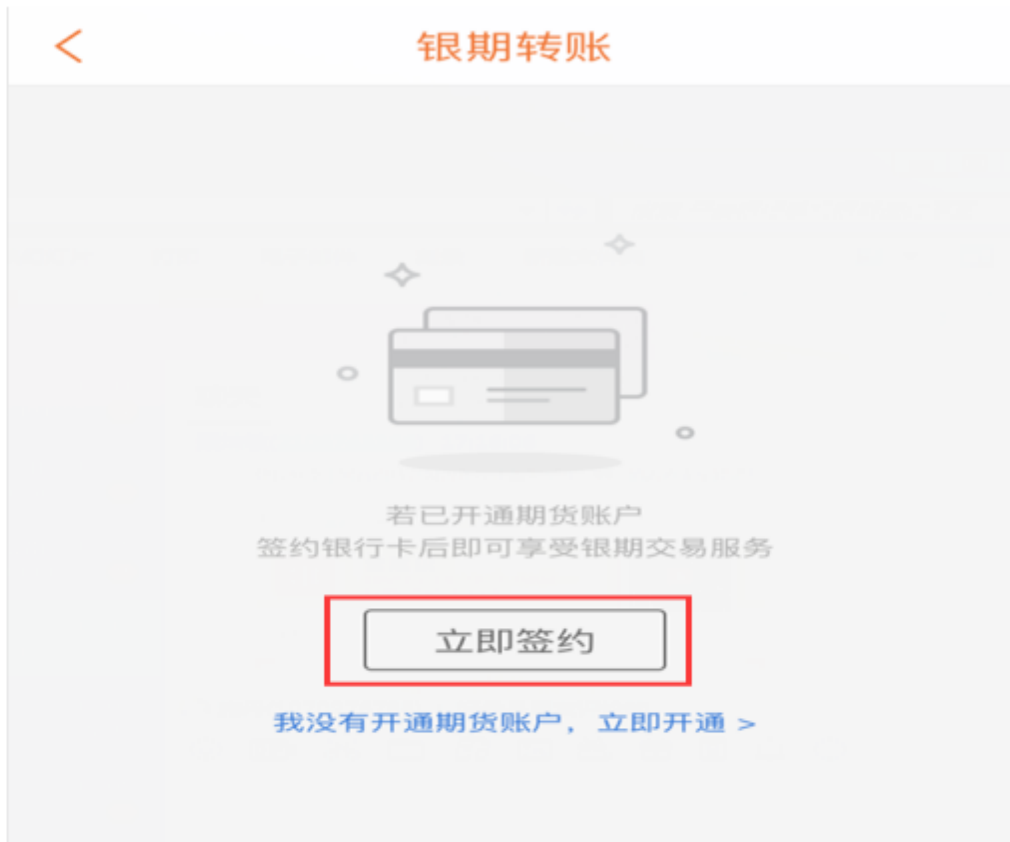 银期转账
若已开通期货账户
签约银行卡后即可享受银期交易服务
立即签约
我没有开通期货账户，立即开通 >